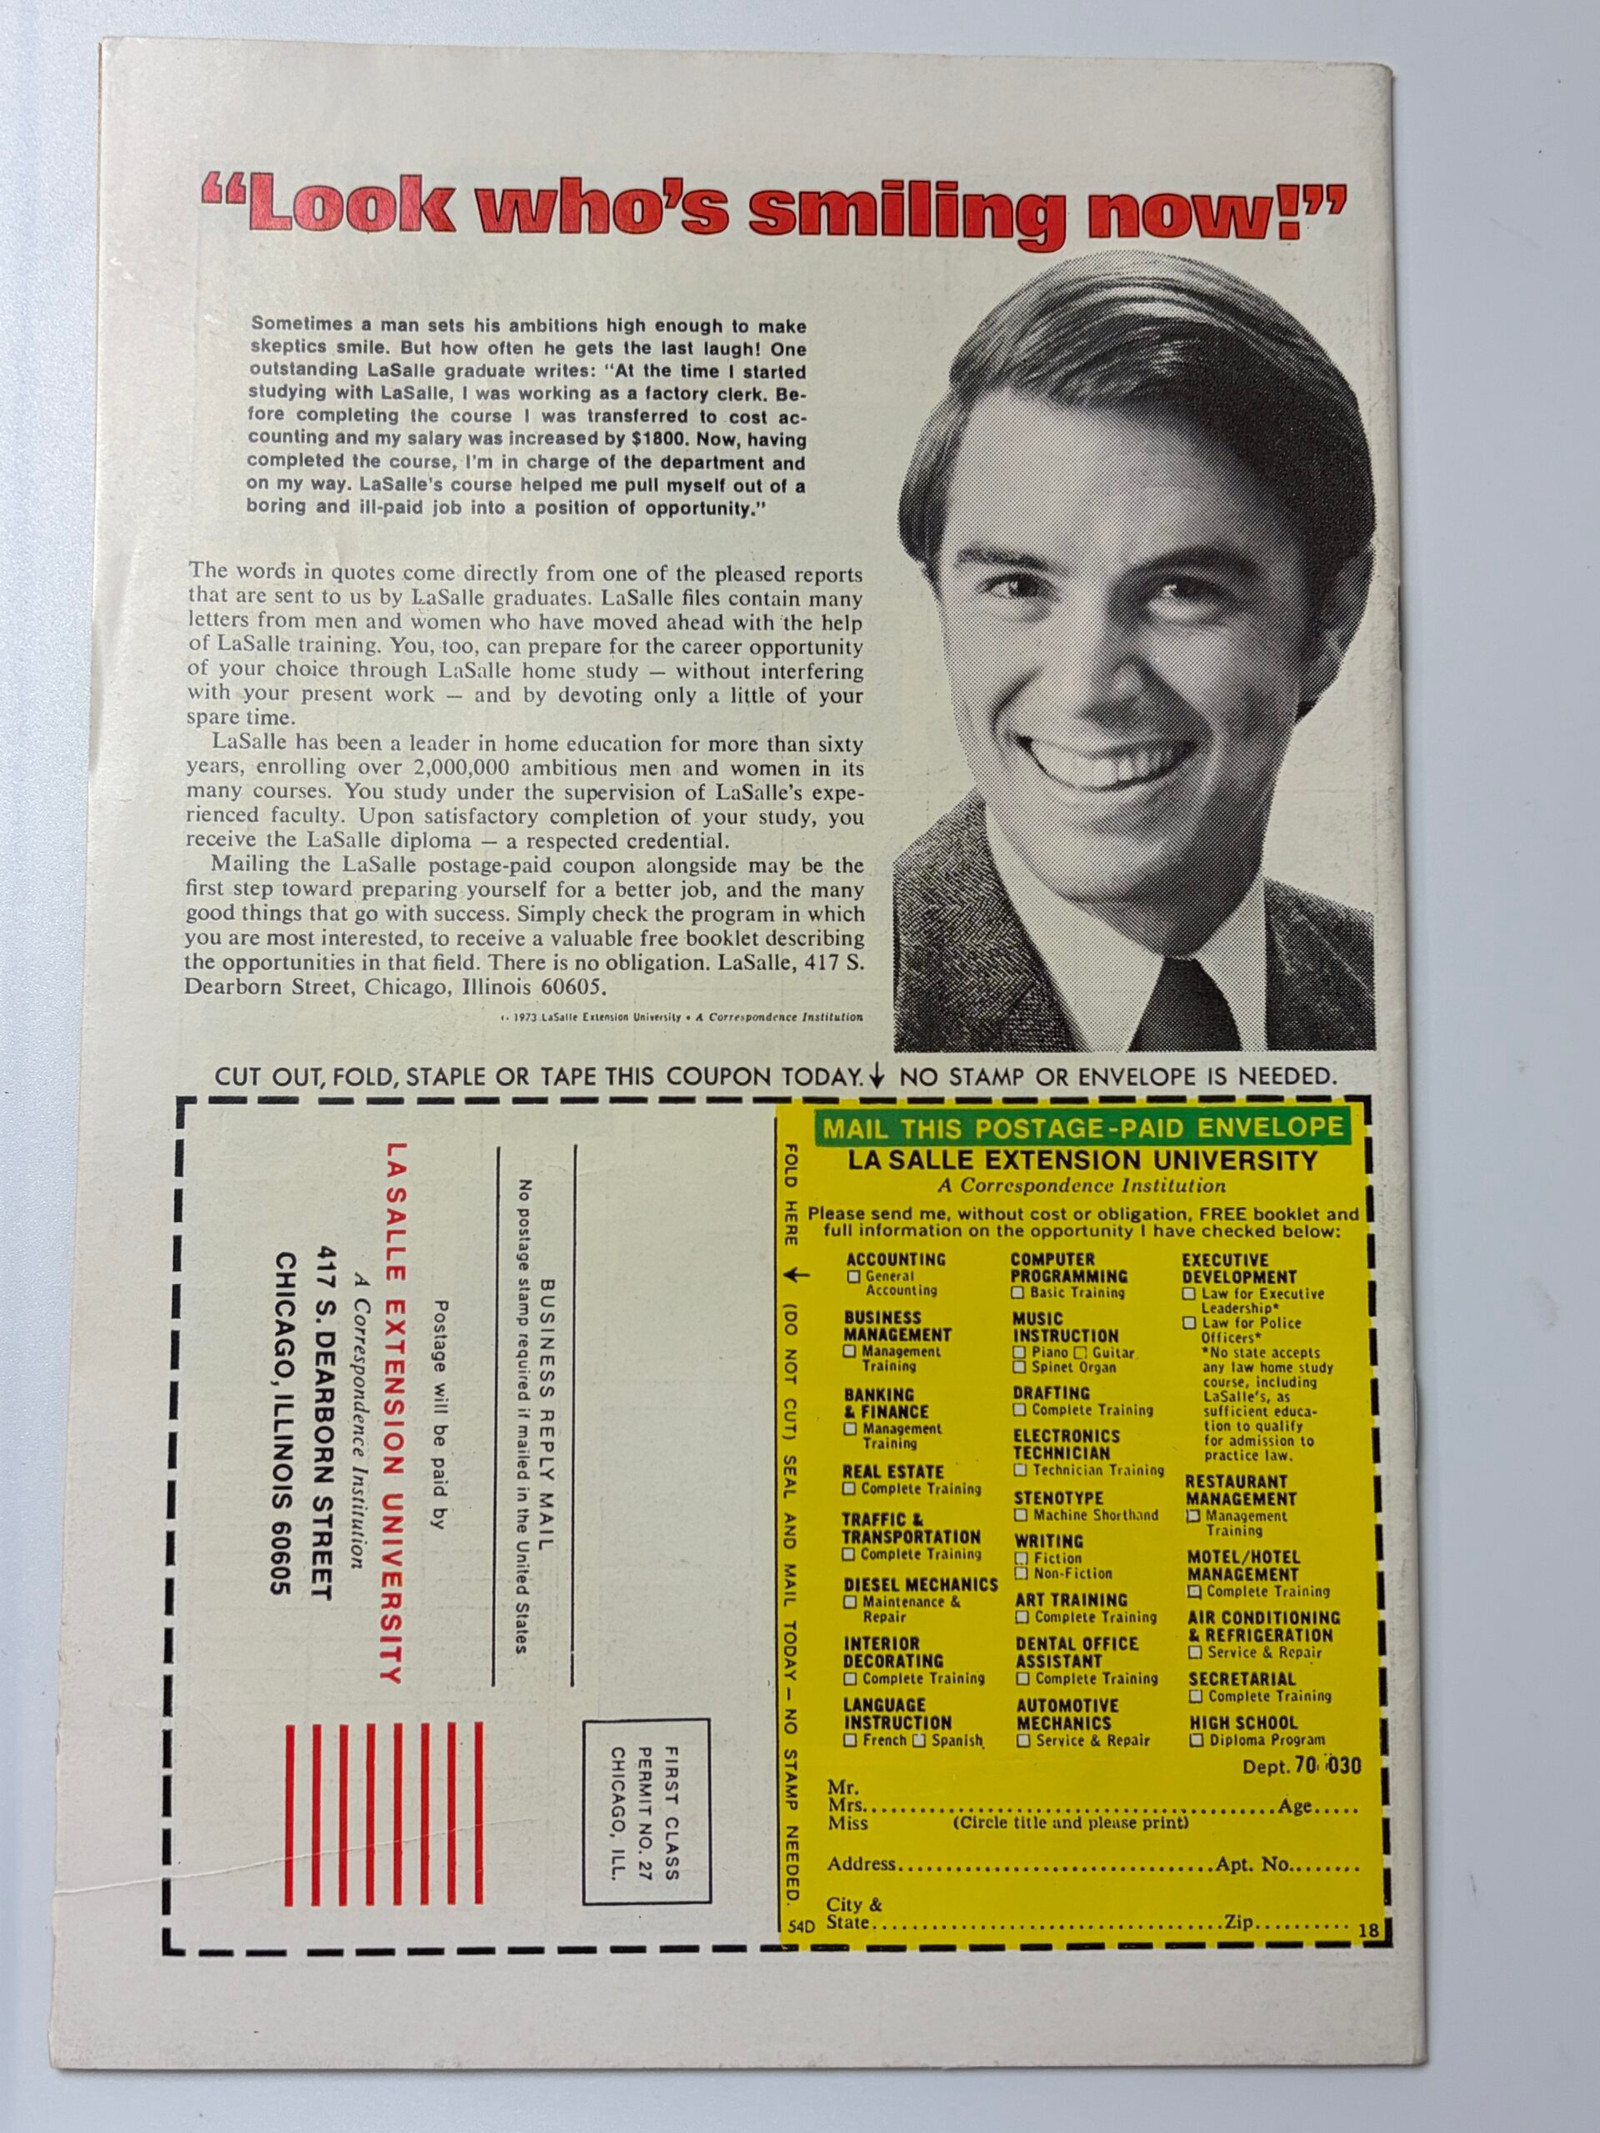 “Look who’s smiling now!”
Sometimes a man sets his ambitions high enough to make
skeptics smile. But how often he gets the last laugh! One
outstanding LaSalle graduate writes: “At the time I started
studying with LaSalle, I was working as a factory clerk. Be-
fore completing the course I was transferred to cost ac-
counting and my salary was increased by $1800. Now, having
completed the course, I’m in charge of the department and
on my way. LaSalle’s course helped me pull myself out of a
boring and ill-paid job into a position of opportunity.”
The words in quotes come directly from one of the pleased reports
that are sent to us by LaSalle graduates. LaSalle files contain many
letters from men and women who have moved ahead with the help
of LaSalle training. You, too, can prepare for the career opportunity
of your choice through LaSalle home study — without interfering
with your present work — and by devoting only a little of your
spare time.
LaSalle has been a leader in home education for more than sixty
years, enrolling over 2,000,000 ambitious men and women in its
many courses. You study under the supervision of LaSalle’s expe-
rienced faculty. Upon satisfactory completion of your study, you
receive the LaSalle diploma — a respected credential.
Mailing the LaSalle postage-paid coupon alongside may be the
first step toward preparing yourself for a better job, and the many
good things that go with success. Simply check the program in which
you are most interested, to receive a valuable free booklet describing
the opportunities in that field. There is no obligation. LaSalle, 417 S.
Dearborn Street, Chicago, Illinois 60605.
1973 LaSalle Extension University • A Correspondence Institution
CUT OUT, FOLD, STAPLE OR TAPE THIS COUPON TODAY.↓ NO STAMP OR ENVELOPE IS NEEDED.
FIRST CLASS
PERMIT NO. 27
CHICAGO, ILL.
BUSINESS REPLY MAIL
No postage stamp required if mailed in the United States
Postage will be paid by
LA SALLE EXTENSION UNIVERSITY
A Correspondence Institution
417 S. DEARBORN STREET
CHICAGO, ILLINOIS 60605
FOLD HERE ↓ (DO NOT CUT) SEAL AND MAIL TODAY — NO STAMP NEEDED.
54D
MAIL THIS POSTAGE-PAID ENVELOPE
LA SALLE EXTENSION UNIVERSITY
A Correspondence Institution
Please send me, without cost or obligation, FREE booklet and
full information on the opportunity I have checked below:
ACCOUNTING
☐ General
Accounting
BUSINESS
MANAGEMENT
☐ Management
Training
BANKING
& FINANCE
☐ Management
Training
REAL ESTATE
☐ Complete Training
TRAFFIC &
TRANSPORTATION
☐ Complete Training
DIESEL MECHANICS
☐ Maintenance &
Repair
INTERIOR
DECORATING
☐ Complete Training
LANGUAGE
INSTRUCTION
☐ French ☐ Spanish
COMPUTER
PROGRAMMING
☐ Basic Training
MUSIC
INSTRUCTION
☐ Piano ☐ Guitar
☐ Spinet Organ
DRAFTING
☐ Complete Training
ELECTRONICS
TECHNICIAN
☐ Technician Training
STENOTYPE
☐ Machine Shorthand
WRITING
☐ Fiction
☐ Non-Fiction
ART TRAINING
☐ Complete Training
DENTAL OFFICE
ASSISTANT
☐ Complete Training
AUTOMOTIVE
MECHANICS
☐ Service & Repair
EXECUTIVE
DEVELOPMENT
☐ Law for Executive
Leadership*
☐ Law for Police
Officers*
*No state accepts
any law home study
course, including
LaSalle’s, as
sufficient educa-
tion to qualify
for admission to
practice law.
RESTAURANT
MANAGEMENT
☐ Management
Training
MOTEL/HOTEL
MANAGEMENT
☐ Complete Training
AIR CONDITIONING
& REFRIGERATION
☐ Service & Repair
SECRETARIAL
☐ Complete Training
HIGH SCHOOL
☐ Diploma Program
Dept. 70-030
Mr.
Mrs.......................................................Age.....
Miss (Circle title and please print)
Address..........................................Apt. No........
City &
State...............................................Zip..........
18